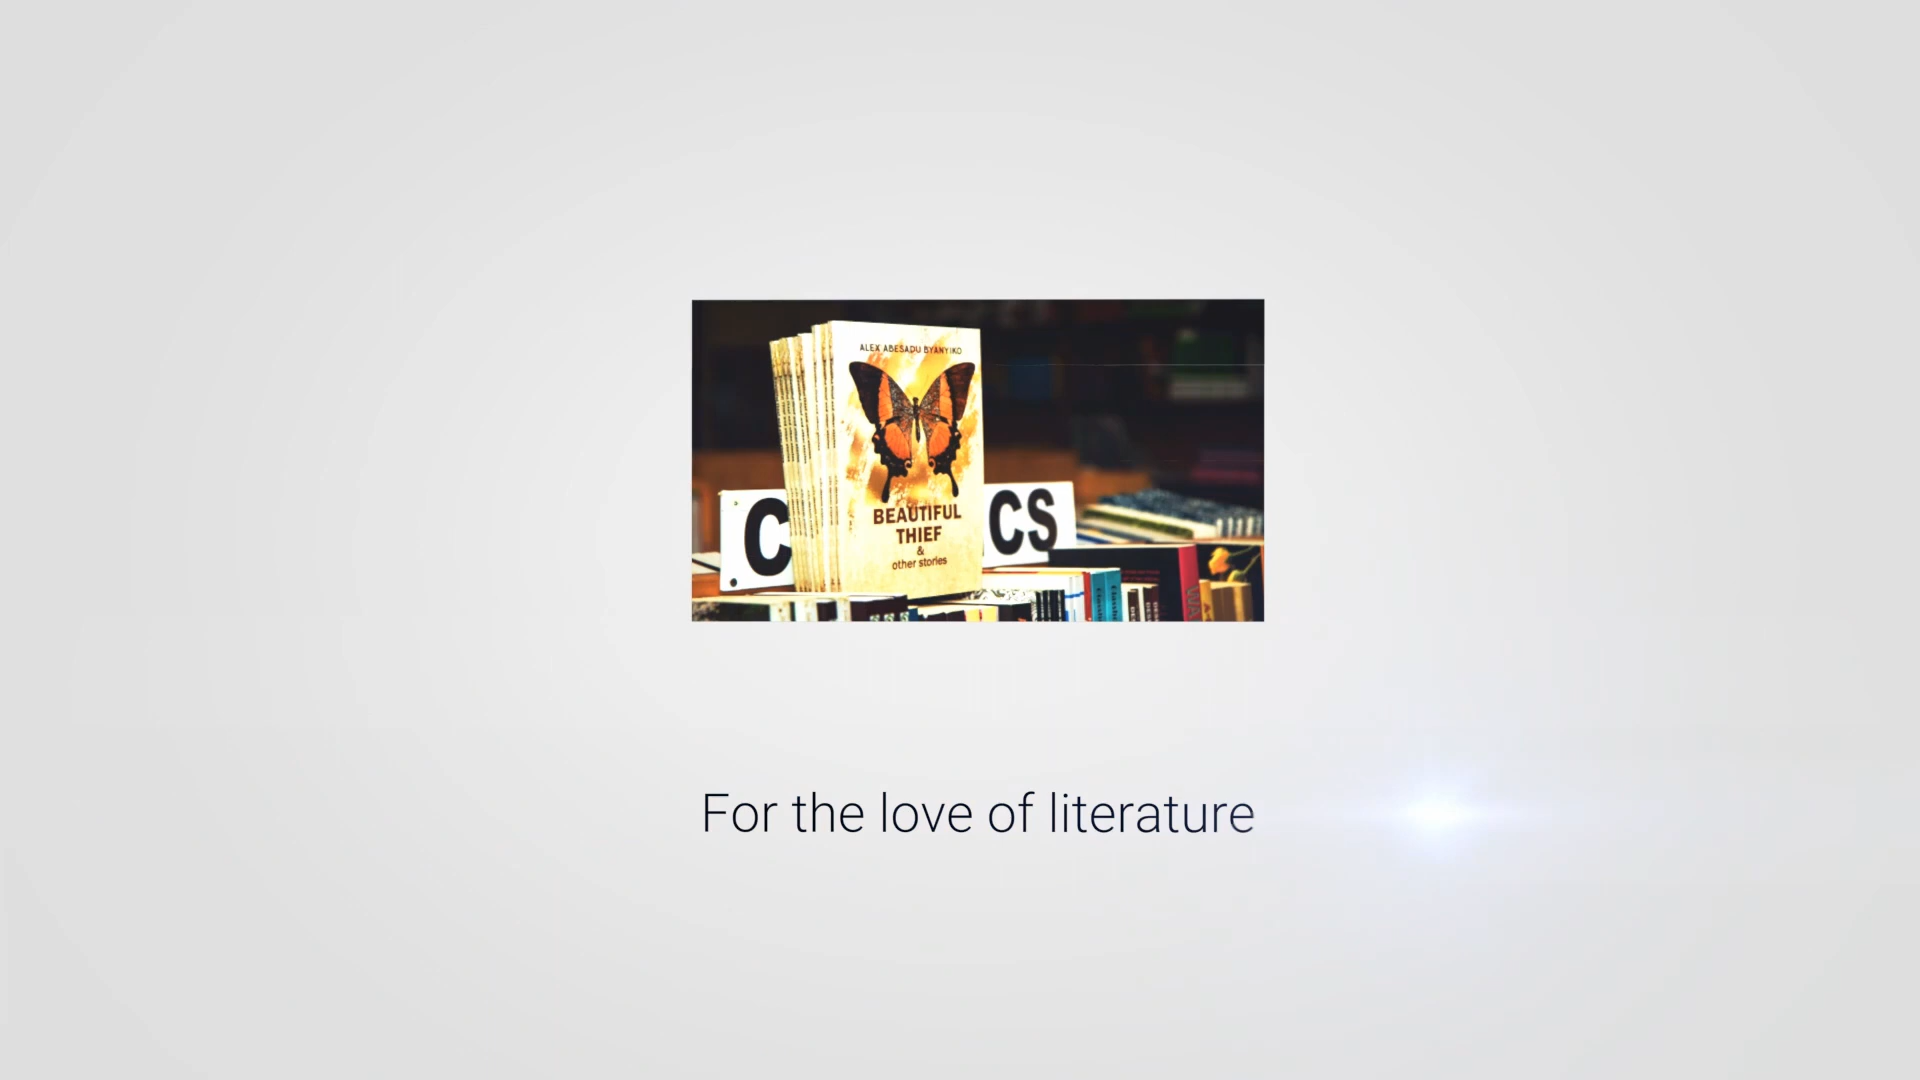 ALEX ABESADU BYANYIKO
BEAUTIFUL
THIEF
&
other stories
C
CS
For the love of literature